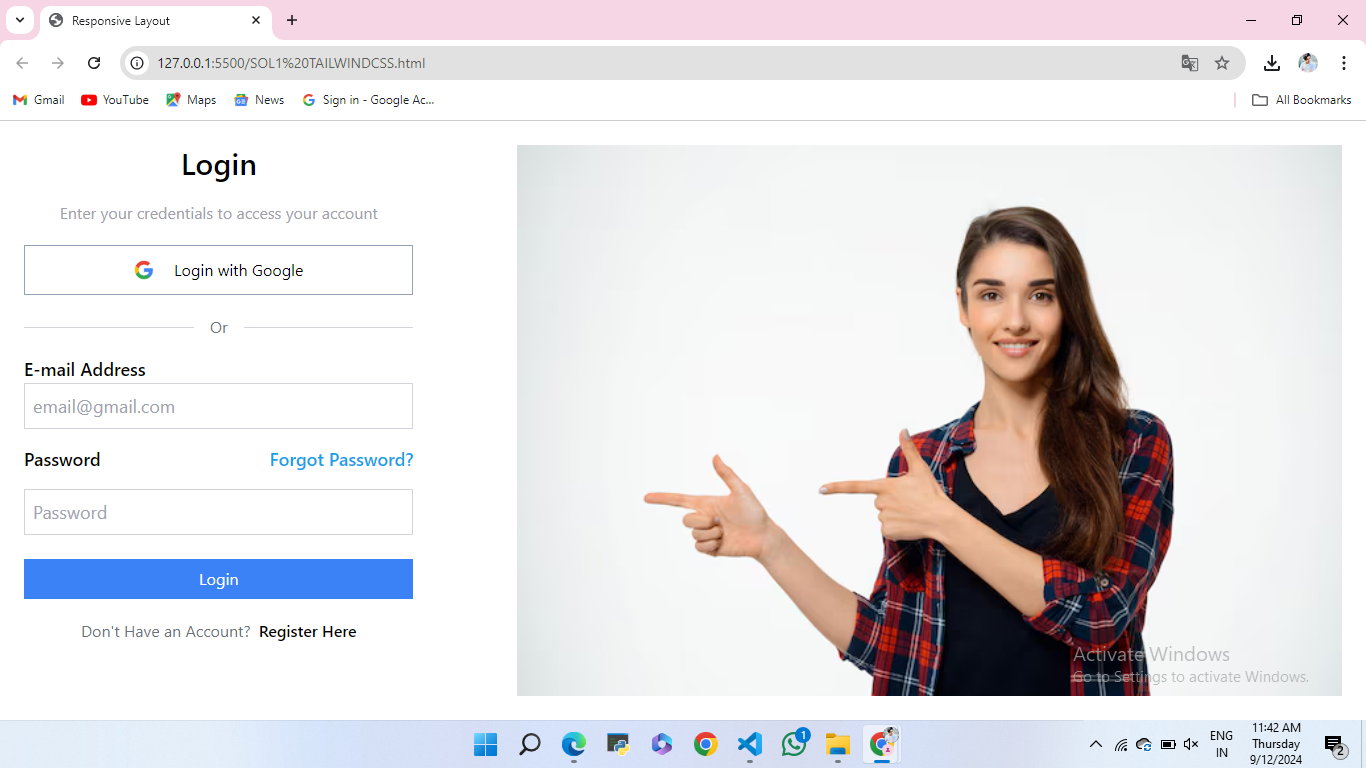 Responsive Layout
127.0.0.1:5500/SOL1%20TAILWINDCSS.html
Gmail YouTube Maps News Sign in - Google Ac... All Bookmarks
Login
Enter your credentials to access your account
Login with Google
Or
E-mail Address
email@gmail.com
Password Forgot Password?
Password
Login
Don't Have an Account? Register Here
Activate Windows
Go to Settings to activate Windows.
1
ENG
IN
11:42 AM
Thursday
9/12/2024
2